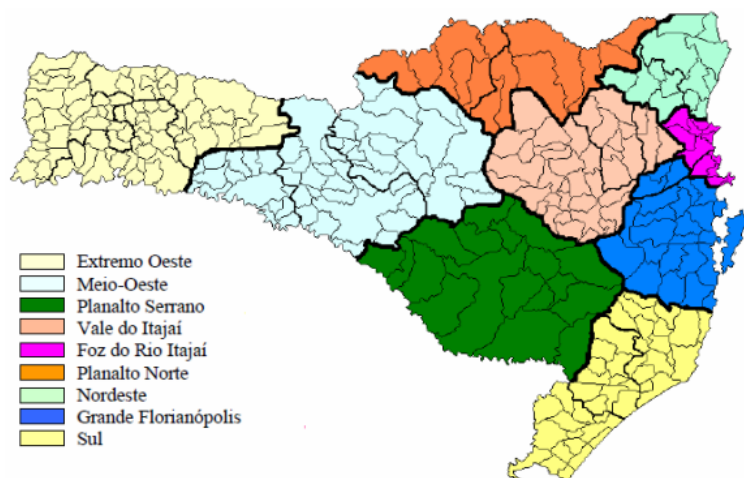 Extremo Oeste
Meio-Oeste
Planalto Serrano
Vale do Itajaí
Foz do Rio Itajaí
Planalto Norte
Nordeste
Grande Florianópolis
Sul